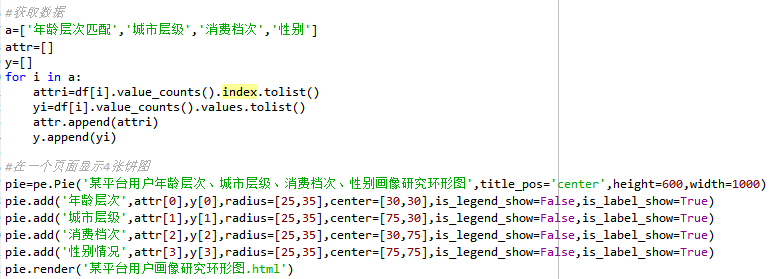 #获取数据
a=['年龄层次匹配','城市层级','消费档次','性别']
attr=[]
y=[]
for i in a:
    attri=df[i].value_counts().index.tolist()
    yi=df[i].value_counts().values.tolist()
    attr.append(attri)
    y.append(yi)
#在一个页面显示4张饼图
pie=pe.Pie('某平台用户年龄层次、城市层级、消费档次、性别画像研究环形图',title_pos='center',height=600,width=1000)
pie.add('年龄层次',attr[0],y[0],radius=[25,35],center=[30,30],is_legend_show=False,is_label_show=True)
pie.add('城市层级',attr[1],y[1],radius=[25,35],center=[75,30],is_legend_show=False,is_label_show=True)
pie.add('消费档次',attr[2],y[2],radius=[25,35],center=[30,75],is_legend_show=False,is_label_show=True)
pie.add('性别情况',attr[3],y[3],radius=[25,35],center=[75,75],is_legend_show=False,is_label_show=True)
pie.render('某平台用户画像研究环形图.html')